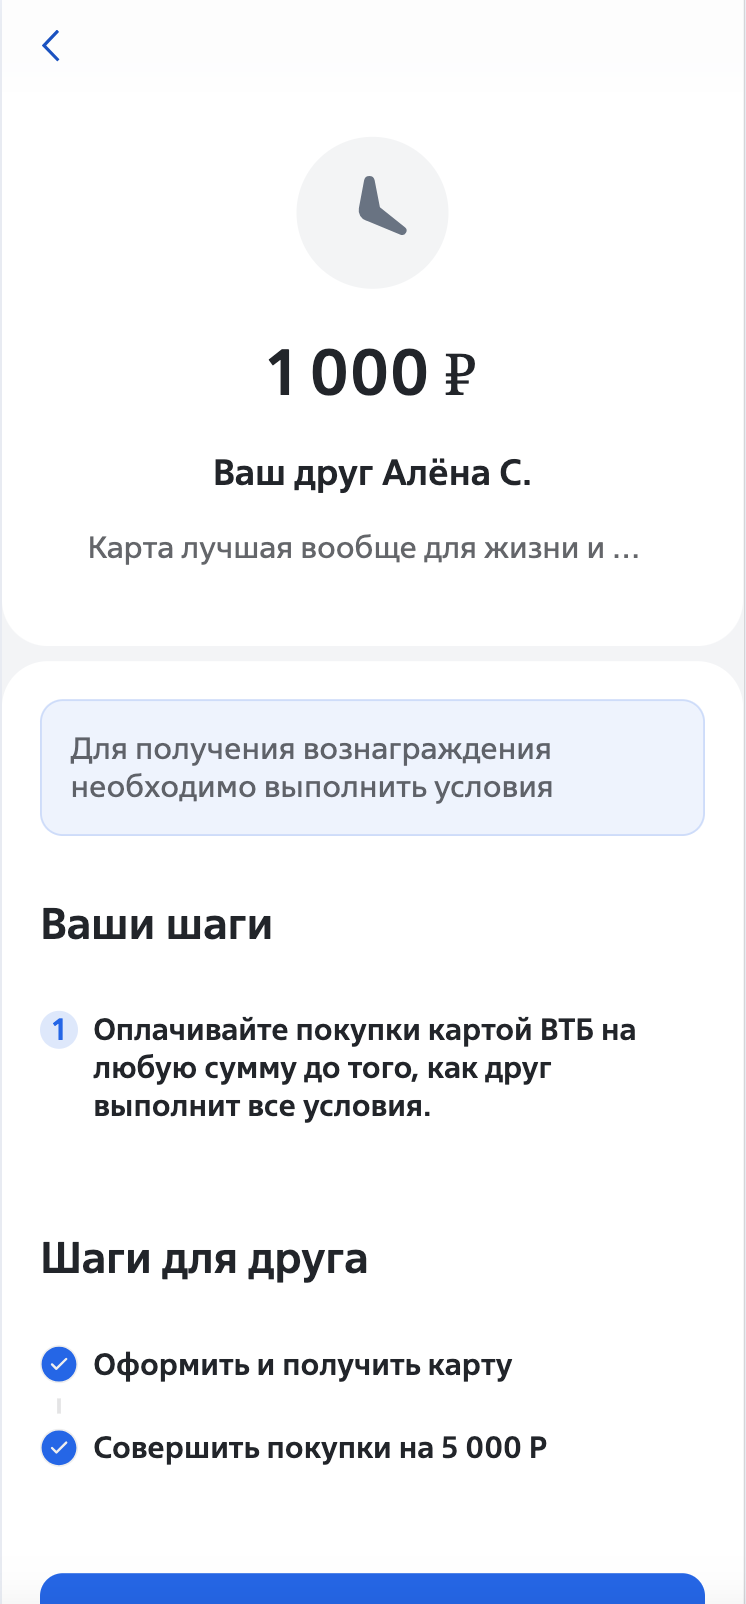 1 000 ₽
Ваш друг Алёна С.
Карта лучшая вообще для жизни и ...
Для получения вознаграждения
необходимо выполнить условия
Ваши шаги
1 Оплачивайте покупки картой ВТБ на
любую сумму до того, как друг
выполнит все условия.
Шаги для друга
Оформить и получить карту
Совершить покупки на 5 000 Р